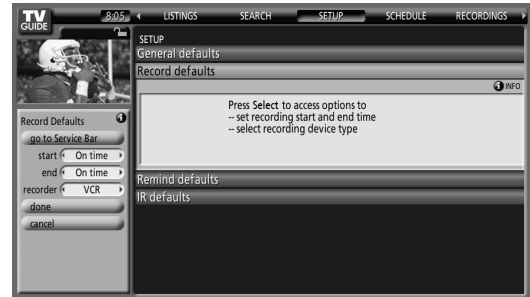 TV
GUIDE
8:05
LISTINGS SEARCH SETUP SCHEDULE RECORDINGS
SETUP
General defaults
Record defaults
INFO
Press Select to access options to
-- set recording start and end time
-- select recording device type
Remind defaults
IR defaults
Record Defaults
go to Service Bar
start On time
end On time
recorder VCR
done
cancel